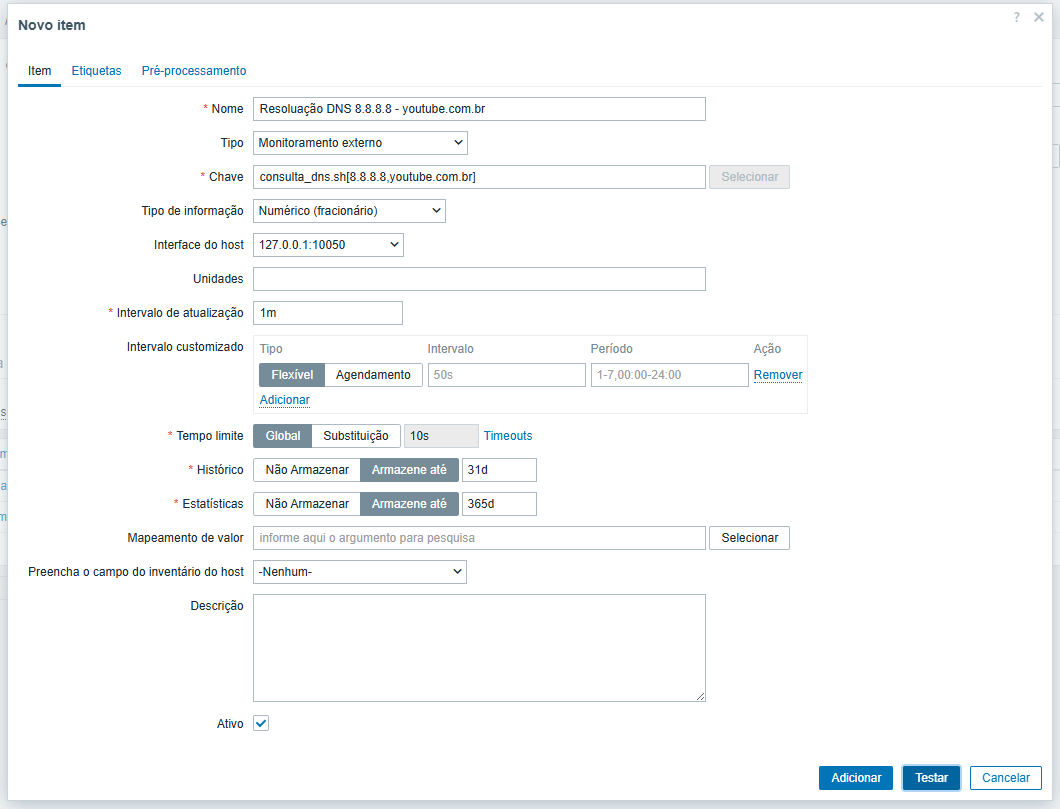 Novo item
?
Item Etiquetas Pré-processamento
* Nome Resoluação DNS 8.8.8.8 - youtube.com.br
Tipo Monitoramento externo
* Chave consulta_dns.sh[8.8.8.8,youtube.com.br] Selecionar
Tipo de informação Numérico (fracionário)
Interface do host 127.0.0.1:10050
Unidades
* Intervalo de atualização 1m
Intervalo customizado Tipo Intervalo Período Ação
Flexível Agendamento 50s 1-7,00:00-24:00 Remover
Adicionar
* Tempo limite Global Substituição 10s Timeouts
* Histórico Não Armazenar Armazene até 31d
* Estatísticas Não Armazenar Armazene até 365d
Mapeamento de valor informe aqui o argumento para pesquisa Selecionar
Preencha o campo do inventário do host -Nenhum-
Descrição
Ativo
Adicionar Testar Cancelar